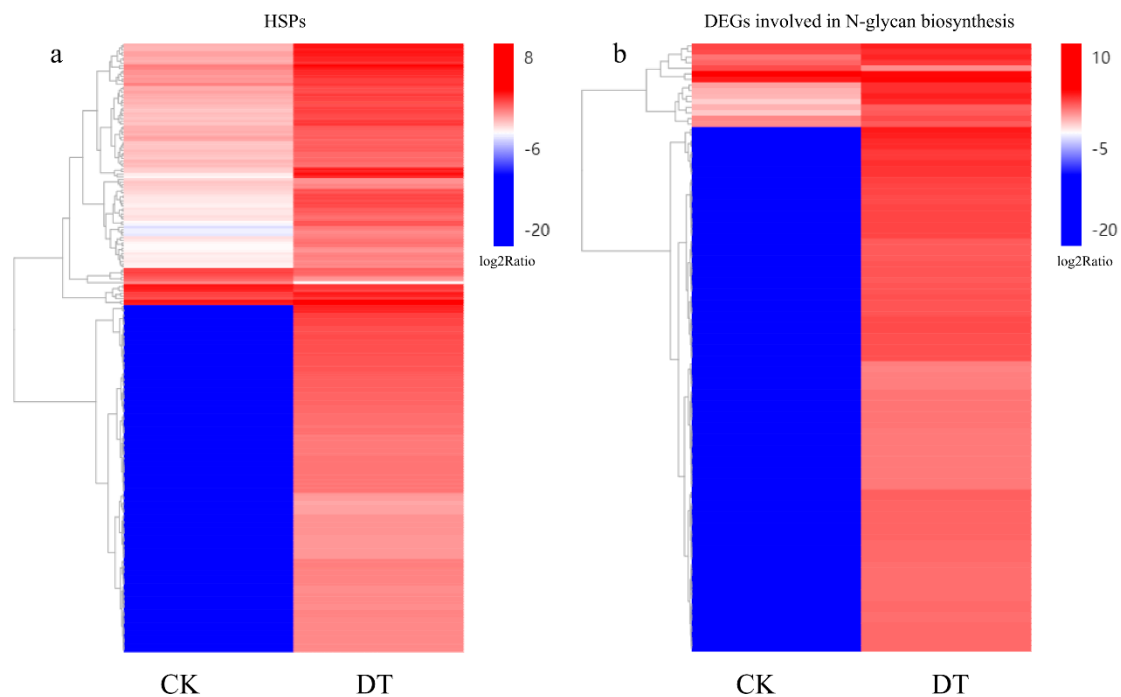 HSPs
DEGs involved in N-glycan biosynthesis
a
8
-6
-20
log2Ratio
b
10
-5
-20
log2Ratio
CK DT
CK DT